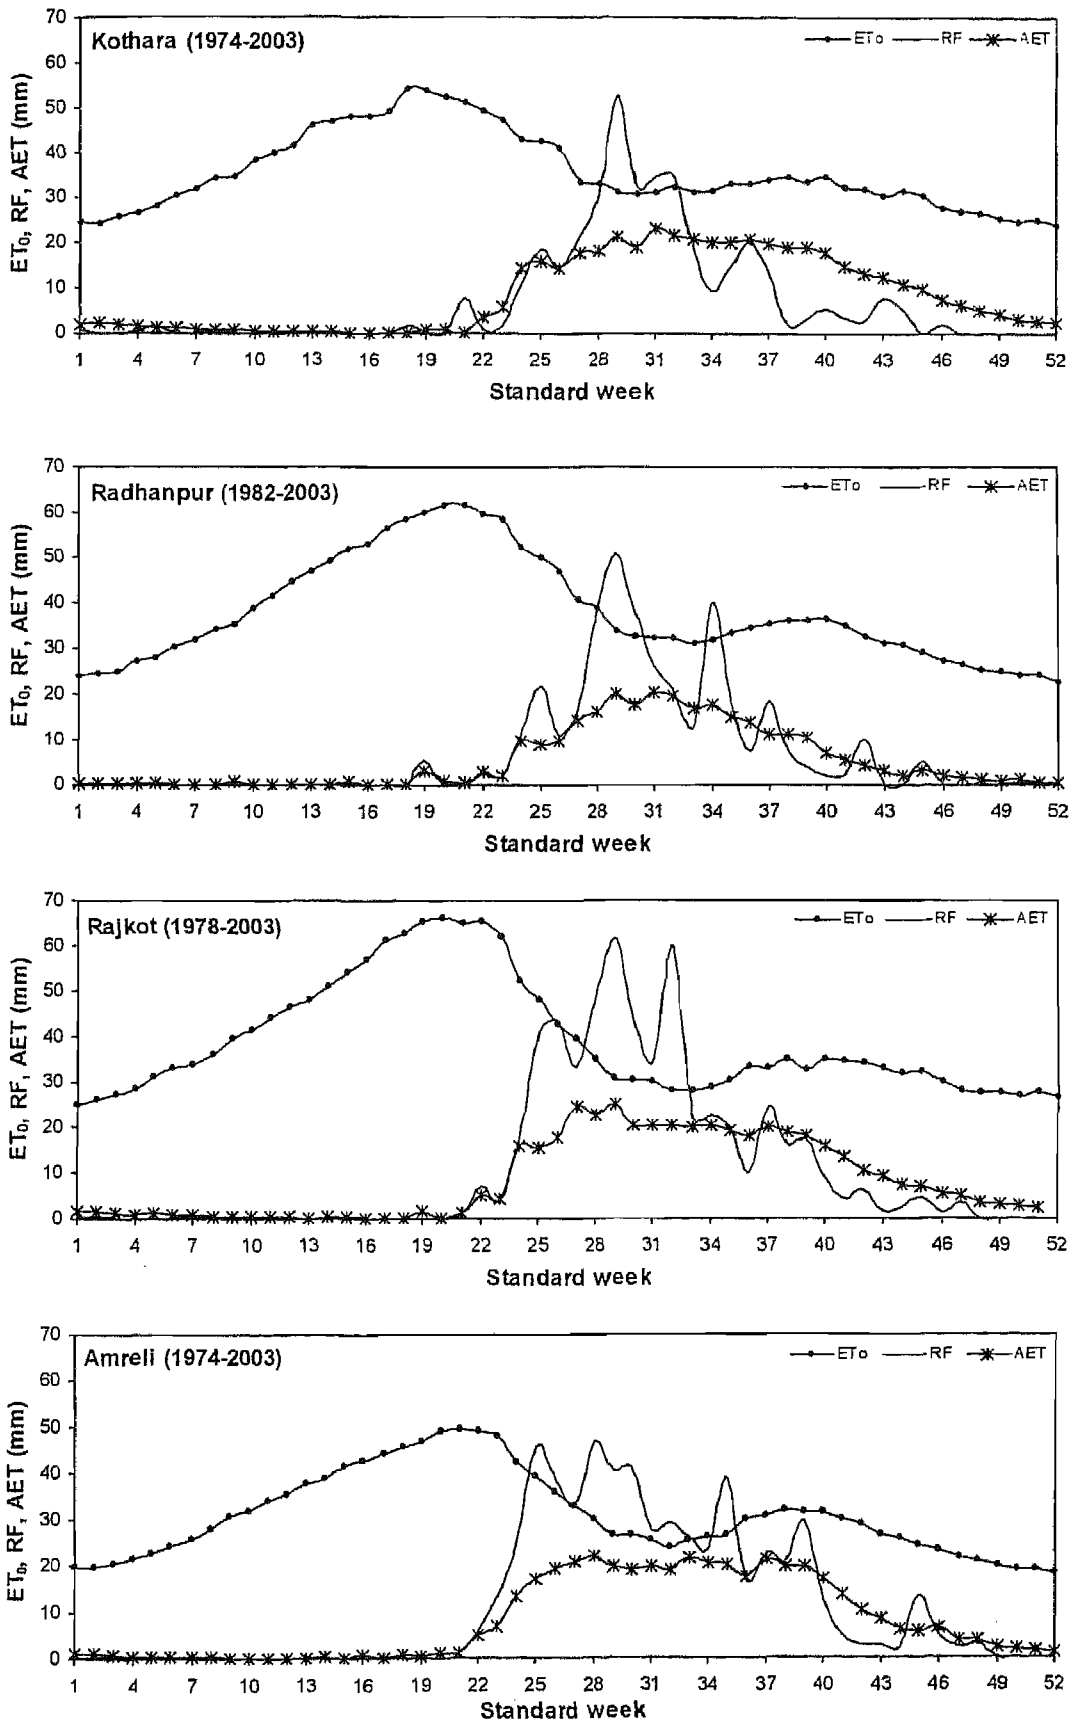 Kothara (1974-2003)
ETo RF AET
ET0, RF, AET (mm)
70
60
50
40
30
20
10
0
1 4 7 10 13 16 19 22 25 28 31 34 37 40 43 46 49 52
Standard week
Radhanpur (1982-2003)
ETo RF AET
ET0, RF, AET (mm)
70
60
50
40
30
20
10
0
1 4 7 10 13 16 19 22 25 28 31 34 37 40 43 46 49 52
Standard week
Rajkot (1978-2003)
ETo RF AET
ET0, RF, AET (mm)
70
60
50
40
30
20
10
0
1 4 7 10 13 16 19 22 25 28 31 34 37 40 43 46 49 52
Standard week
Amreli (1974-2003)
ETo RF AET
ET0, RF, AET (mm)
70
60
50
40
30
20
10
0
1 4 7 10 13 16 19 22 25 28 31 34 37 40 43 46 49 52
Standard week